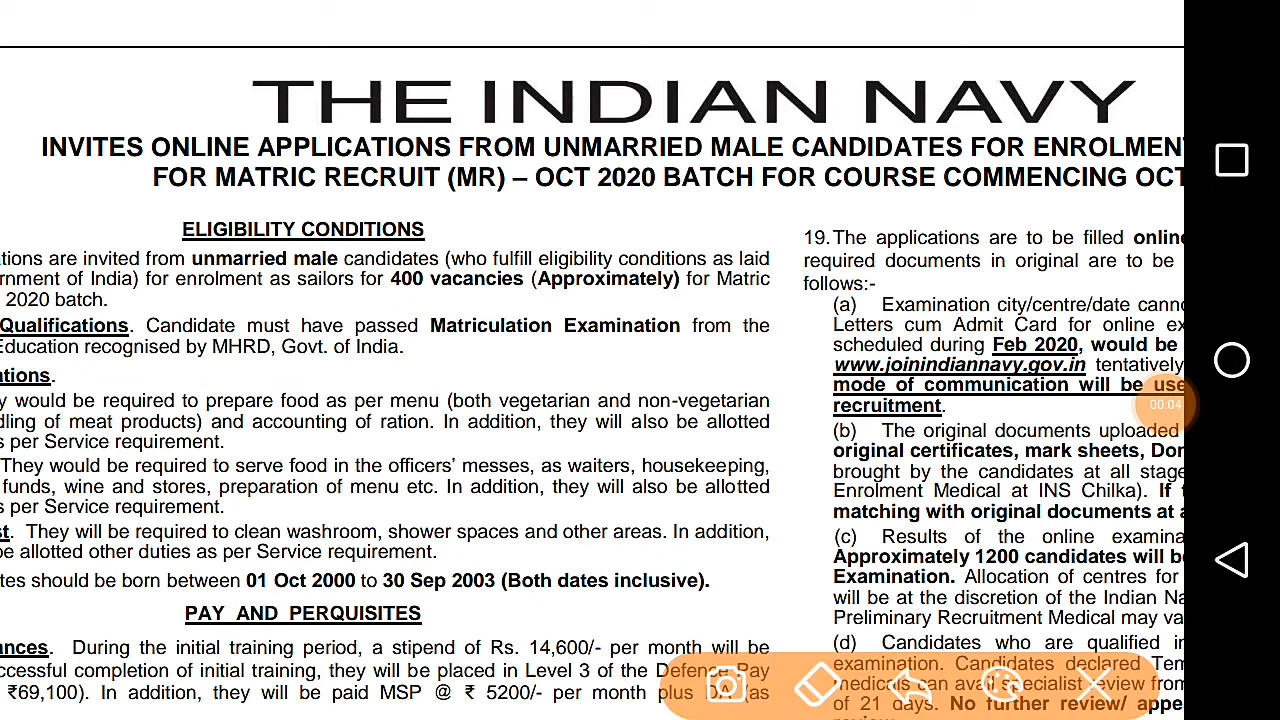 THE INDIAN NAVY
INVITES ONLINE APPLICATIONS FROM UNMARRIED MALE CANDIDATES FOR ENROLMENT
FOR MATRIC RECRUIT (MR) – OCT 2020 BATCH FOR COURSE COMMENCING OCT
ELIGIBILITY CONDITIONS
tions are invited from unmarried male candidates (who fulfill eligibility conditions as laid
rnment of India) for enrolment as sailors for 400 vacancies (Approximately) for Matric
2020 batch.
Qualifications. Candidate must have passed Matriculation Examination from the
Education recognised by MHRD, Govt. of India.
ations.
y would be required to prepare food as per menu (both vegetarian and non-vegetarian
dling of meat products) and accounting of ration. In addition, they will also be allotted
s per Service requirement.
They would be required to serve food in the officers’ messes, as waiters, housekeeping,
funds, wine and stores, preparation of menu etc. In addition, they will also be allotted
s per Service requirement.
st. They will be required to clean washroom, shower spaces and other areas. In addition,
be allotted other duties as per Service requirement.
tes should be born between 01 Oct 2000 to 30 Sep 2003 (Both dates inclusive).
PAY AND PERQUISITES
ances. During the initial training period, a stipend of Rs. 14,600/- per month will be
ccessful completion of initial training, they will be placed in Level 3 of the Defence Pay
₹69,100). In addition, they will be paid MSP @ ₹ 5200/- per month plus DA (as
19. The applications are to be filled online
required documents in original are to be
follows:-
(a) Examination city/centre/date canno
Letters cum Admit Card for online ex
scheduled during Feb 2020, would be
www.joinindiannavy.gov.in tentatively
mode of communication will be use
recruitment.
00:04
(b) The original documents uploaded
original certificates, mark sheets, Dom
brought by the candidates at all stage
Enrolment Medical at INS Chilka). If t
matching with original documents at a
(c) Results of the online examina
Approximately 1200 candidates will be
Examination. Allocation of centres for
will be at the discretion of the Indian Na
Preliminary Recruitment Medical may va
(d) Candidates who are qualified in
examination. Candidates declared Tem
medicals can avail specialist review from
of 21 days. No further review/ appe